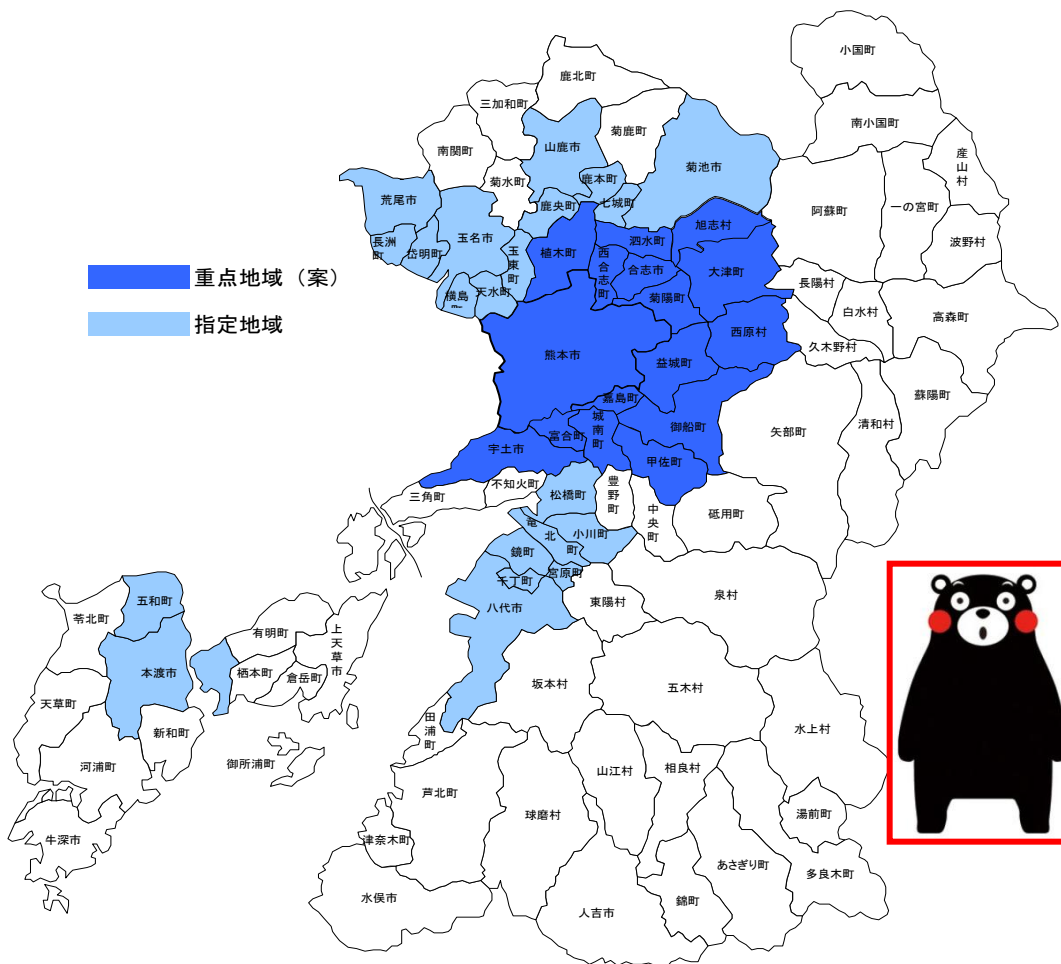 小国町
鹿北町
三加和町
南小国町
菊鹿町
山鹿市
南関町
産山村
菊池市
鹿本町
菊水町
荒尾市
一の宮町
鹿央町
七城町
阿蘇町
旭志村
玉名市
泗水町
波野村
長洲町
岱明町
玉東町
植木町
西合志町
合志市
大津町
重点地域（案）
長陽村
横島
天水町
菊陽町
高森町
白水村
指定地域
西原村
久木野村
熊本市
益城町
蘇陽町
嘉島町
城南町
御船町
矢部町
清和村
富合町
宇土市
甲佐町
不知火町
三角町
松橋町
豊野町
中央町
砥用町
竜北町
小川町
鏡町
宮原町
千丁町
八代市
東陽村
泉村
五和町
苓北町
有明町
上天草市
本渡市
栖本町
倉岳町
坂本村
五木村
天草町
田浦町
新和町
水上村
河浦町
御所浦町
山江村
相良村
芦北町
球磨村
湯前町
牛深市
津奈木町
あさぎり町
多良木町
水俣市
錦町
人吉市